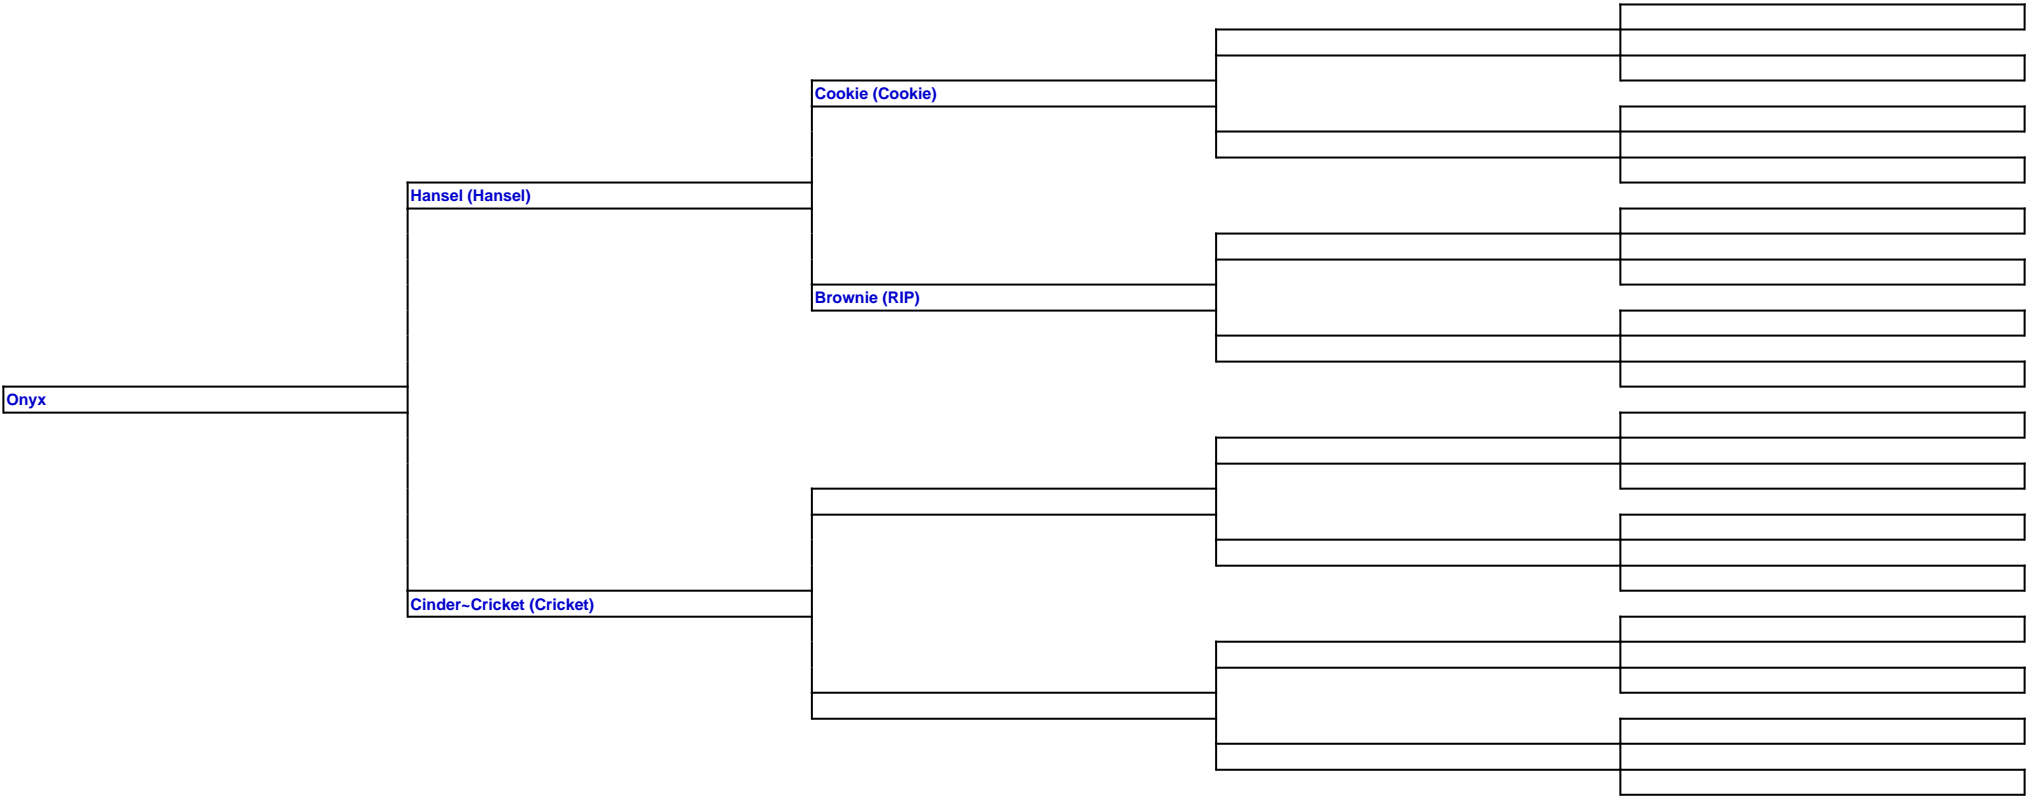 Cookie (Cookie)
Hansel (Hansel)
Brownie (RIP)
Onyx
Cinder~Cricket (Cricket)